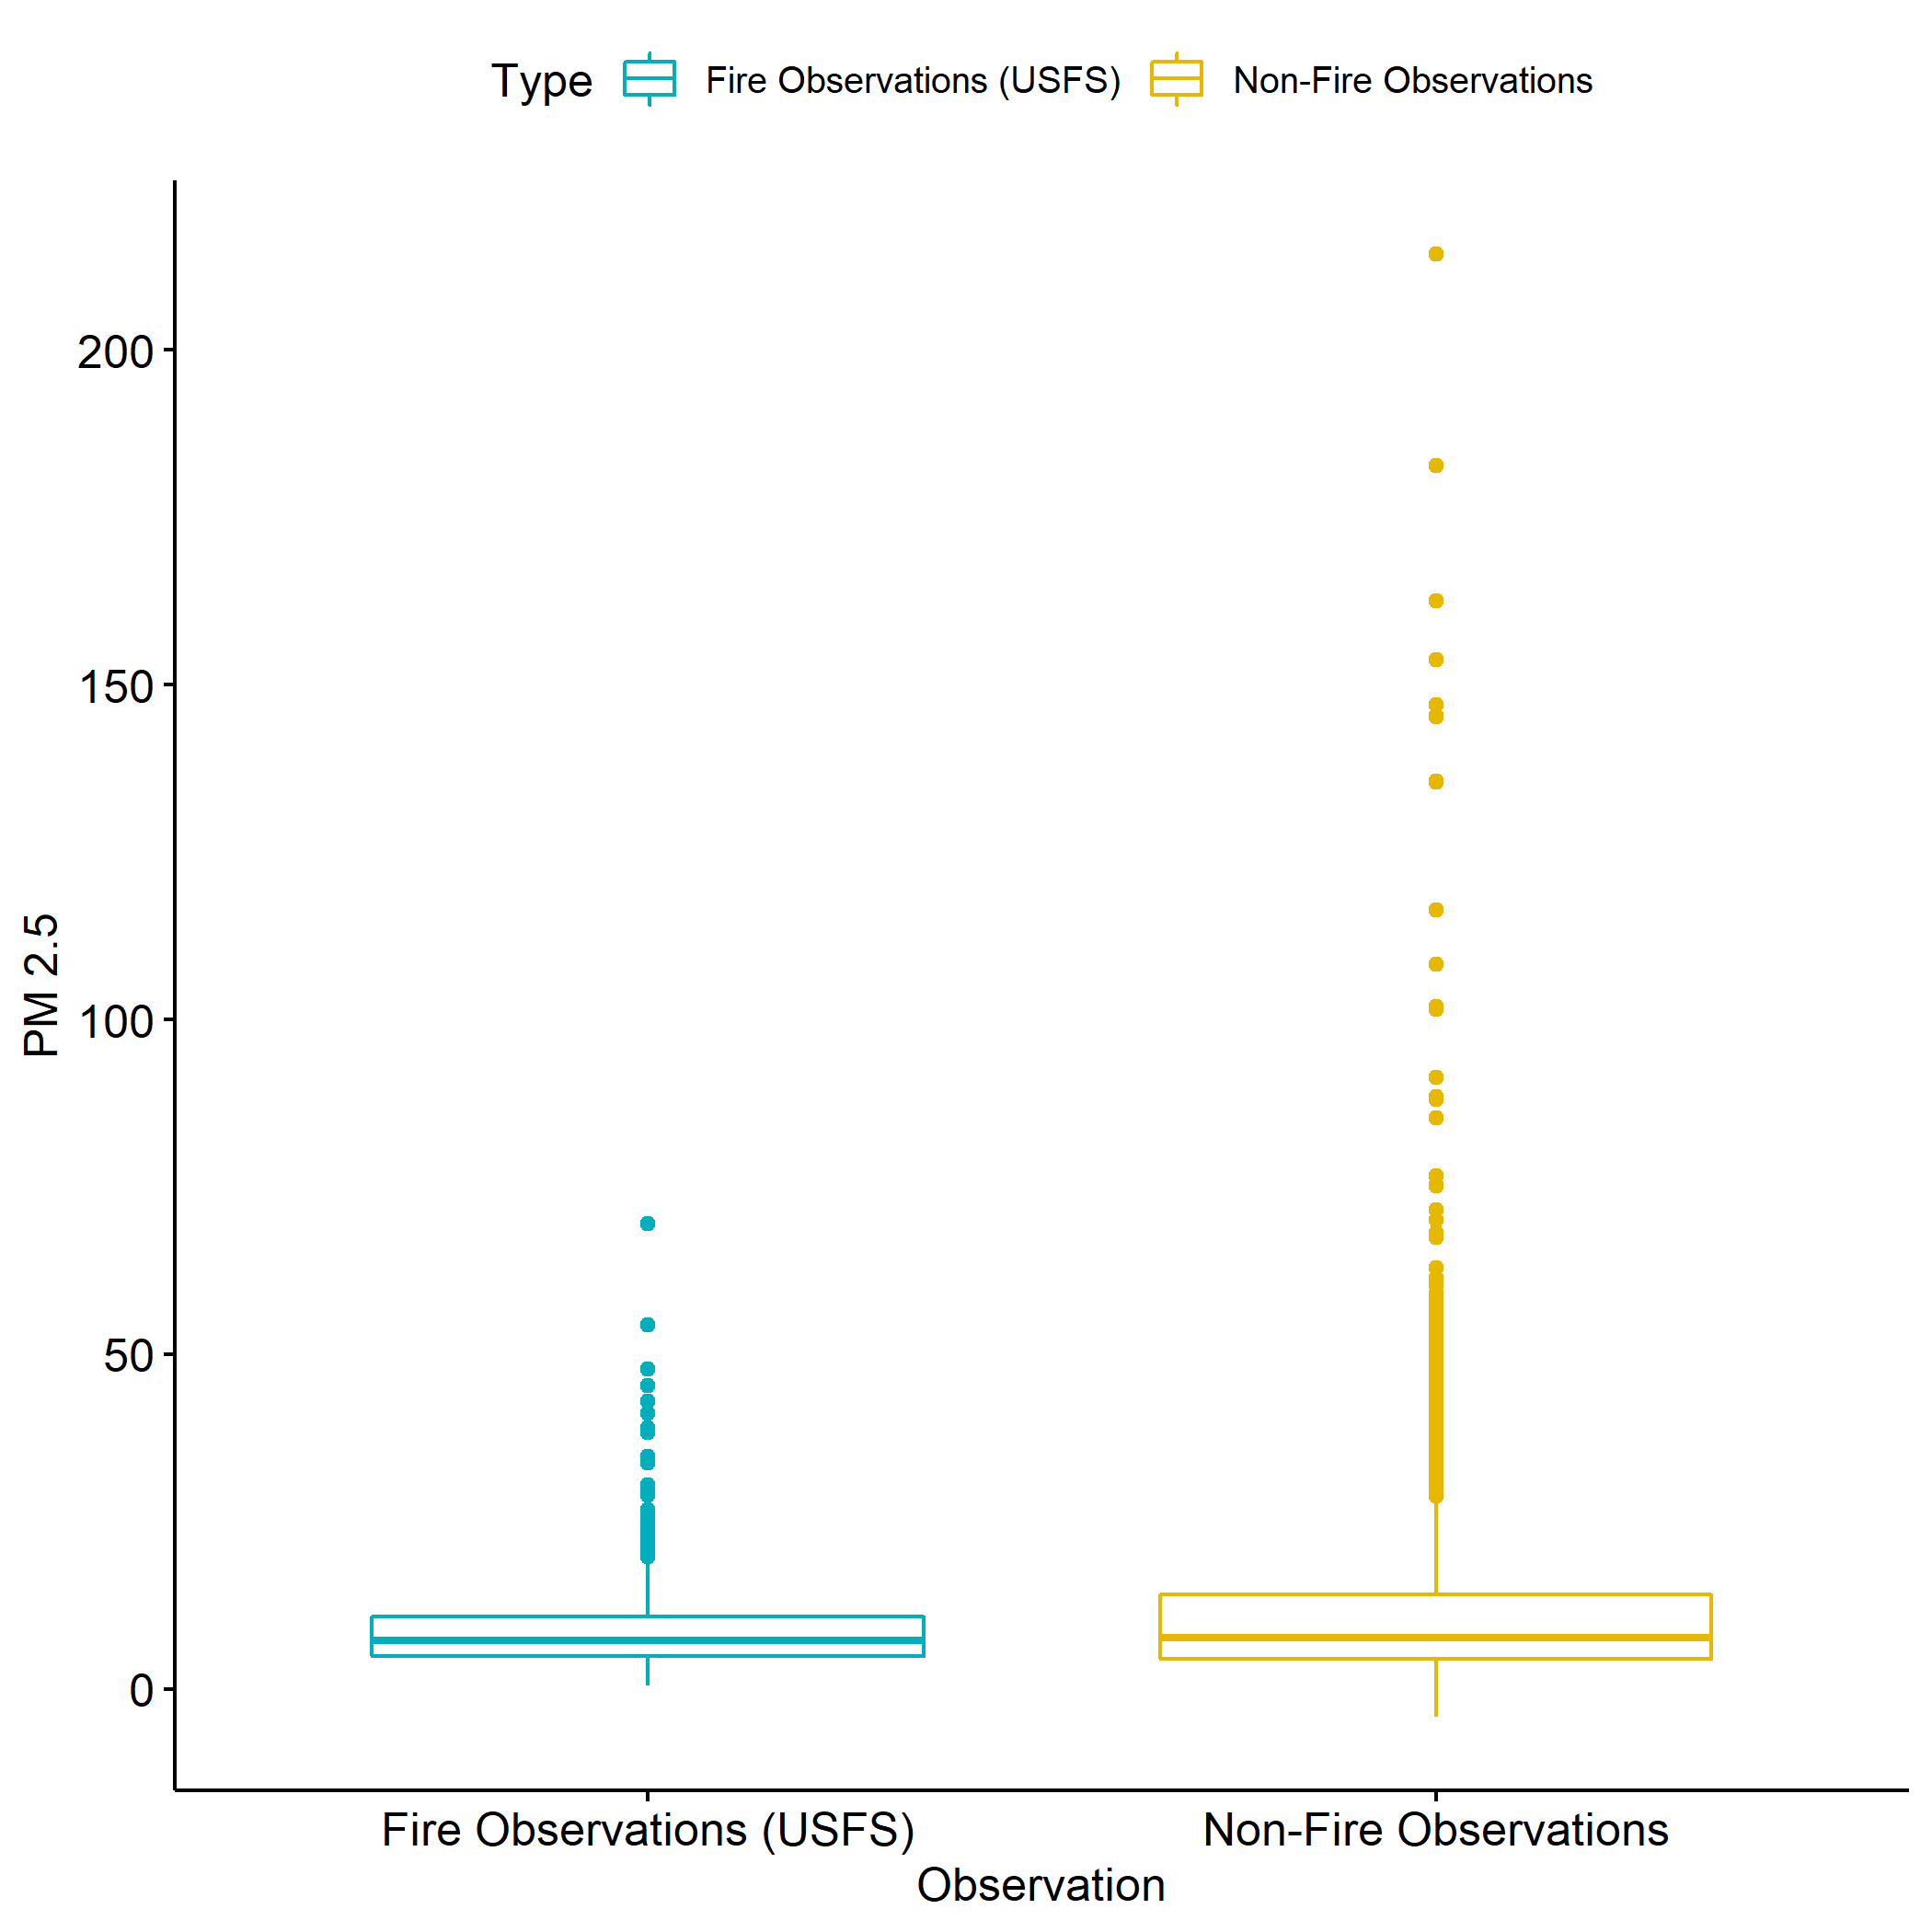 Type Fire Observations (USFS) Non-Fire Observations
200
150
100
50
0
PM 2.5
Fire Observations (USFS) Non-Fire Observations
Observation